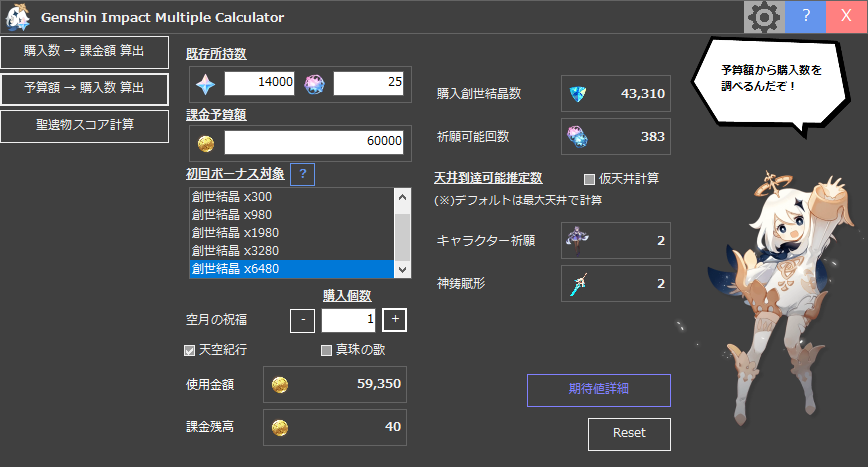 Genshin Impact Multiple Calculator
?
X
購入数 → 課金額 算出
予算額 → 購入数 算出
聖遺物スコア計算
既存所持数
14000
25
課金予算額
60000
初回ボーナス対象
?
創世結晶 x300
創世結晶 x980
創世結晶 x1980
創世結晶 x3280
創世結晶 x6480
購入個数
空月の祝福
-
1
+
天空紀行
真珠の歌
使用金額
59,350
課金残高
40
購入創世結晶数
43,310
祈願可能回数
383
天井到達可能推定数
仮天井計算
(※)デフォルトは最大天井で計算
キャラクター祈願
2
神鋳賦形
2
期待値詳細
Reset
予算額から購入数を
調べるんだぞ！